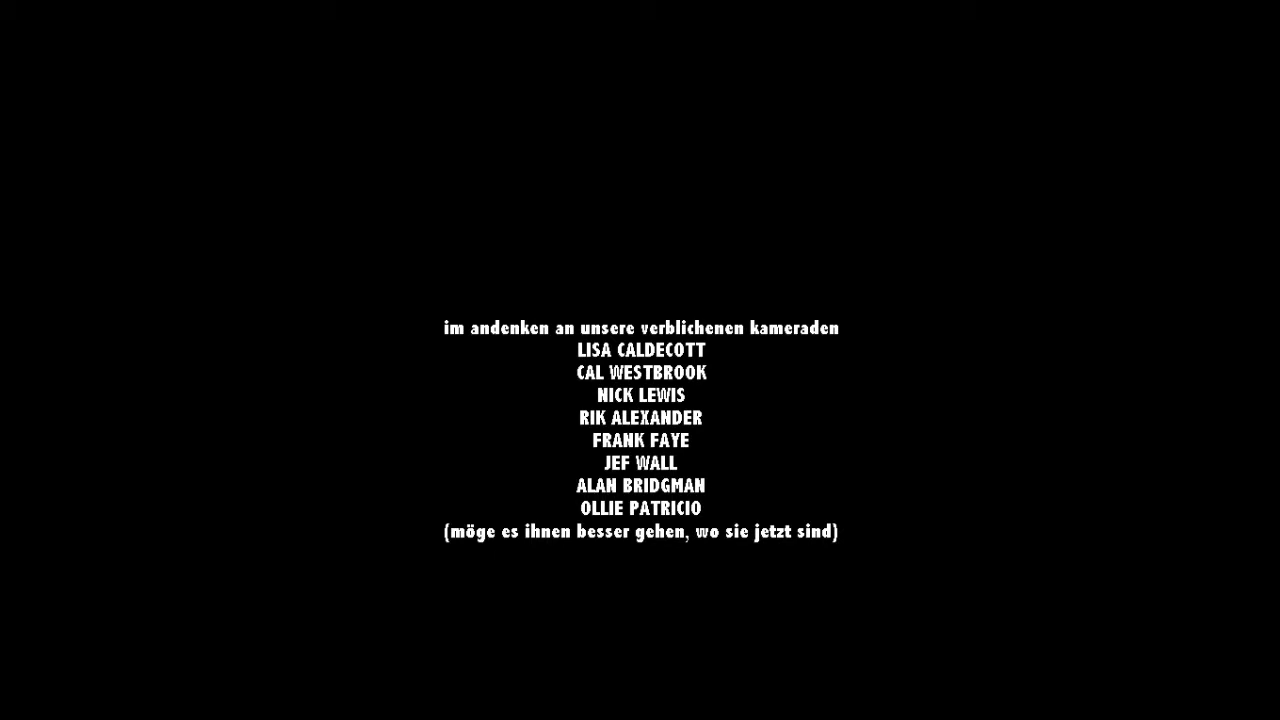 im andenken an unsere verblichenen kameraden
LISA CALDECOTT
CAL WESTBROOK
NICK LEWIS
RIK ALEXANDER
FRANK FAYE
JEF WALL
ALAN BRIDGMAN
OLLIE PATRICIO
(möge es ihnen besser gehen, wo sie jetzt sind)